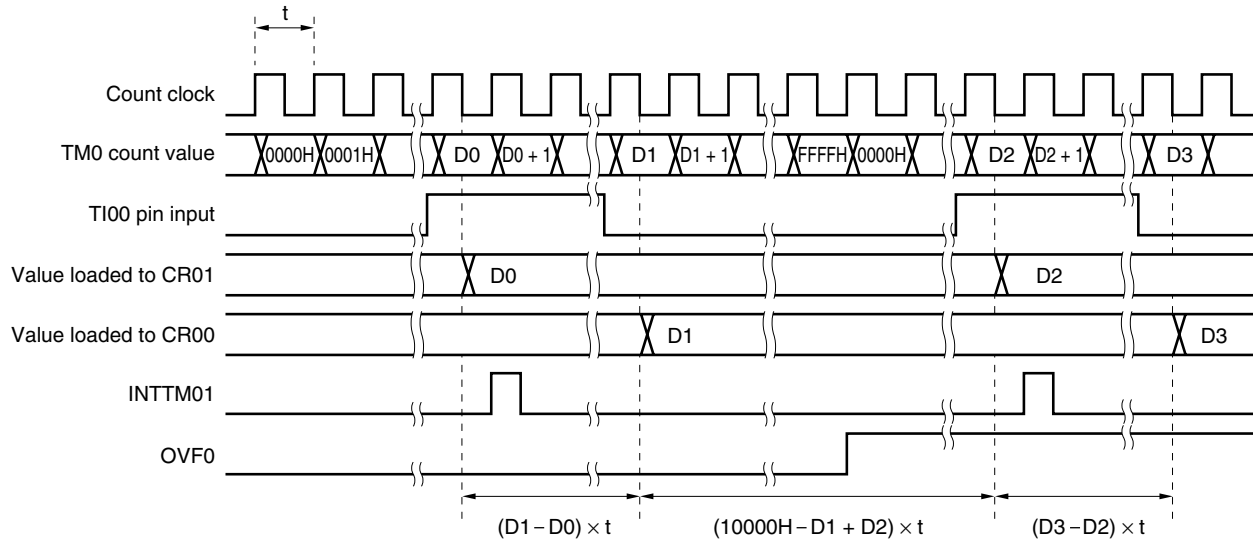 t
Count clock
TM0 count value 0000H 0001H D0 D0 + 1 D1 D1 + 1 FFFFH 0000H D2 D2 + 1 D3
TI00 pin input
Value loaded to CR01 D0 D2
Value loaded to CR00 D1 D3
INTTM01
OVF0
(D1 – D0) × t (10000H – D1 + D2) × t (D3 – D2) × t